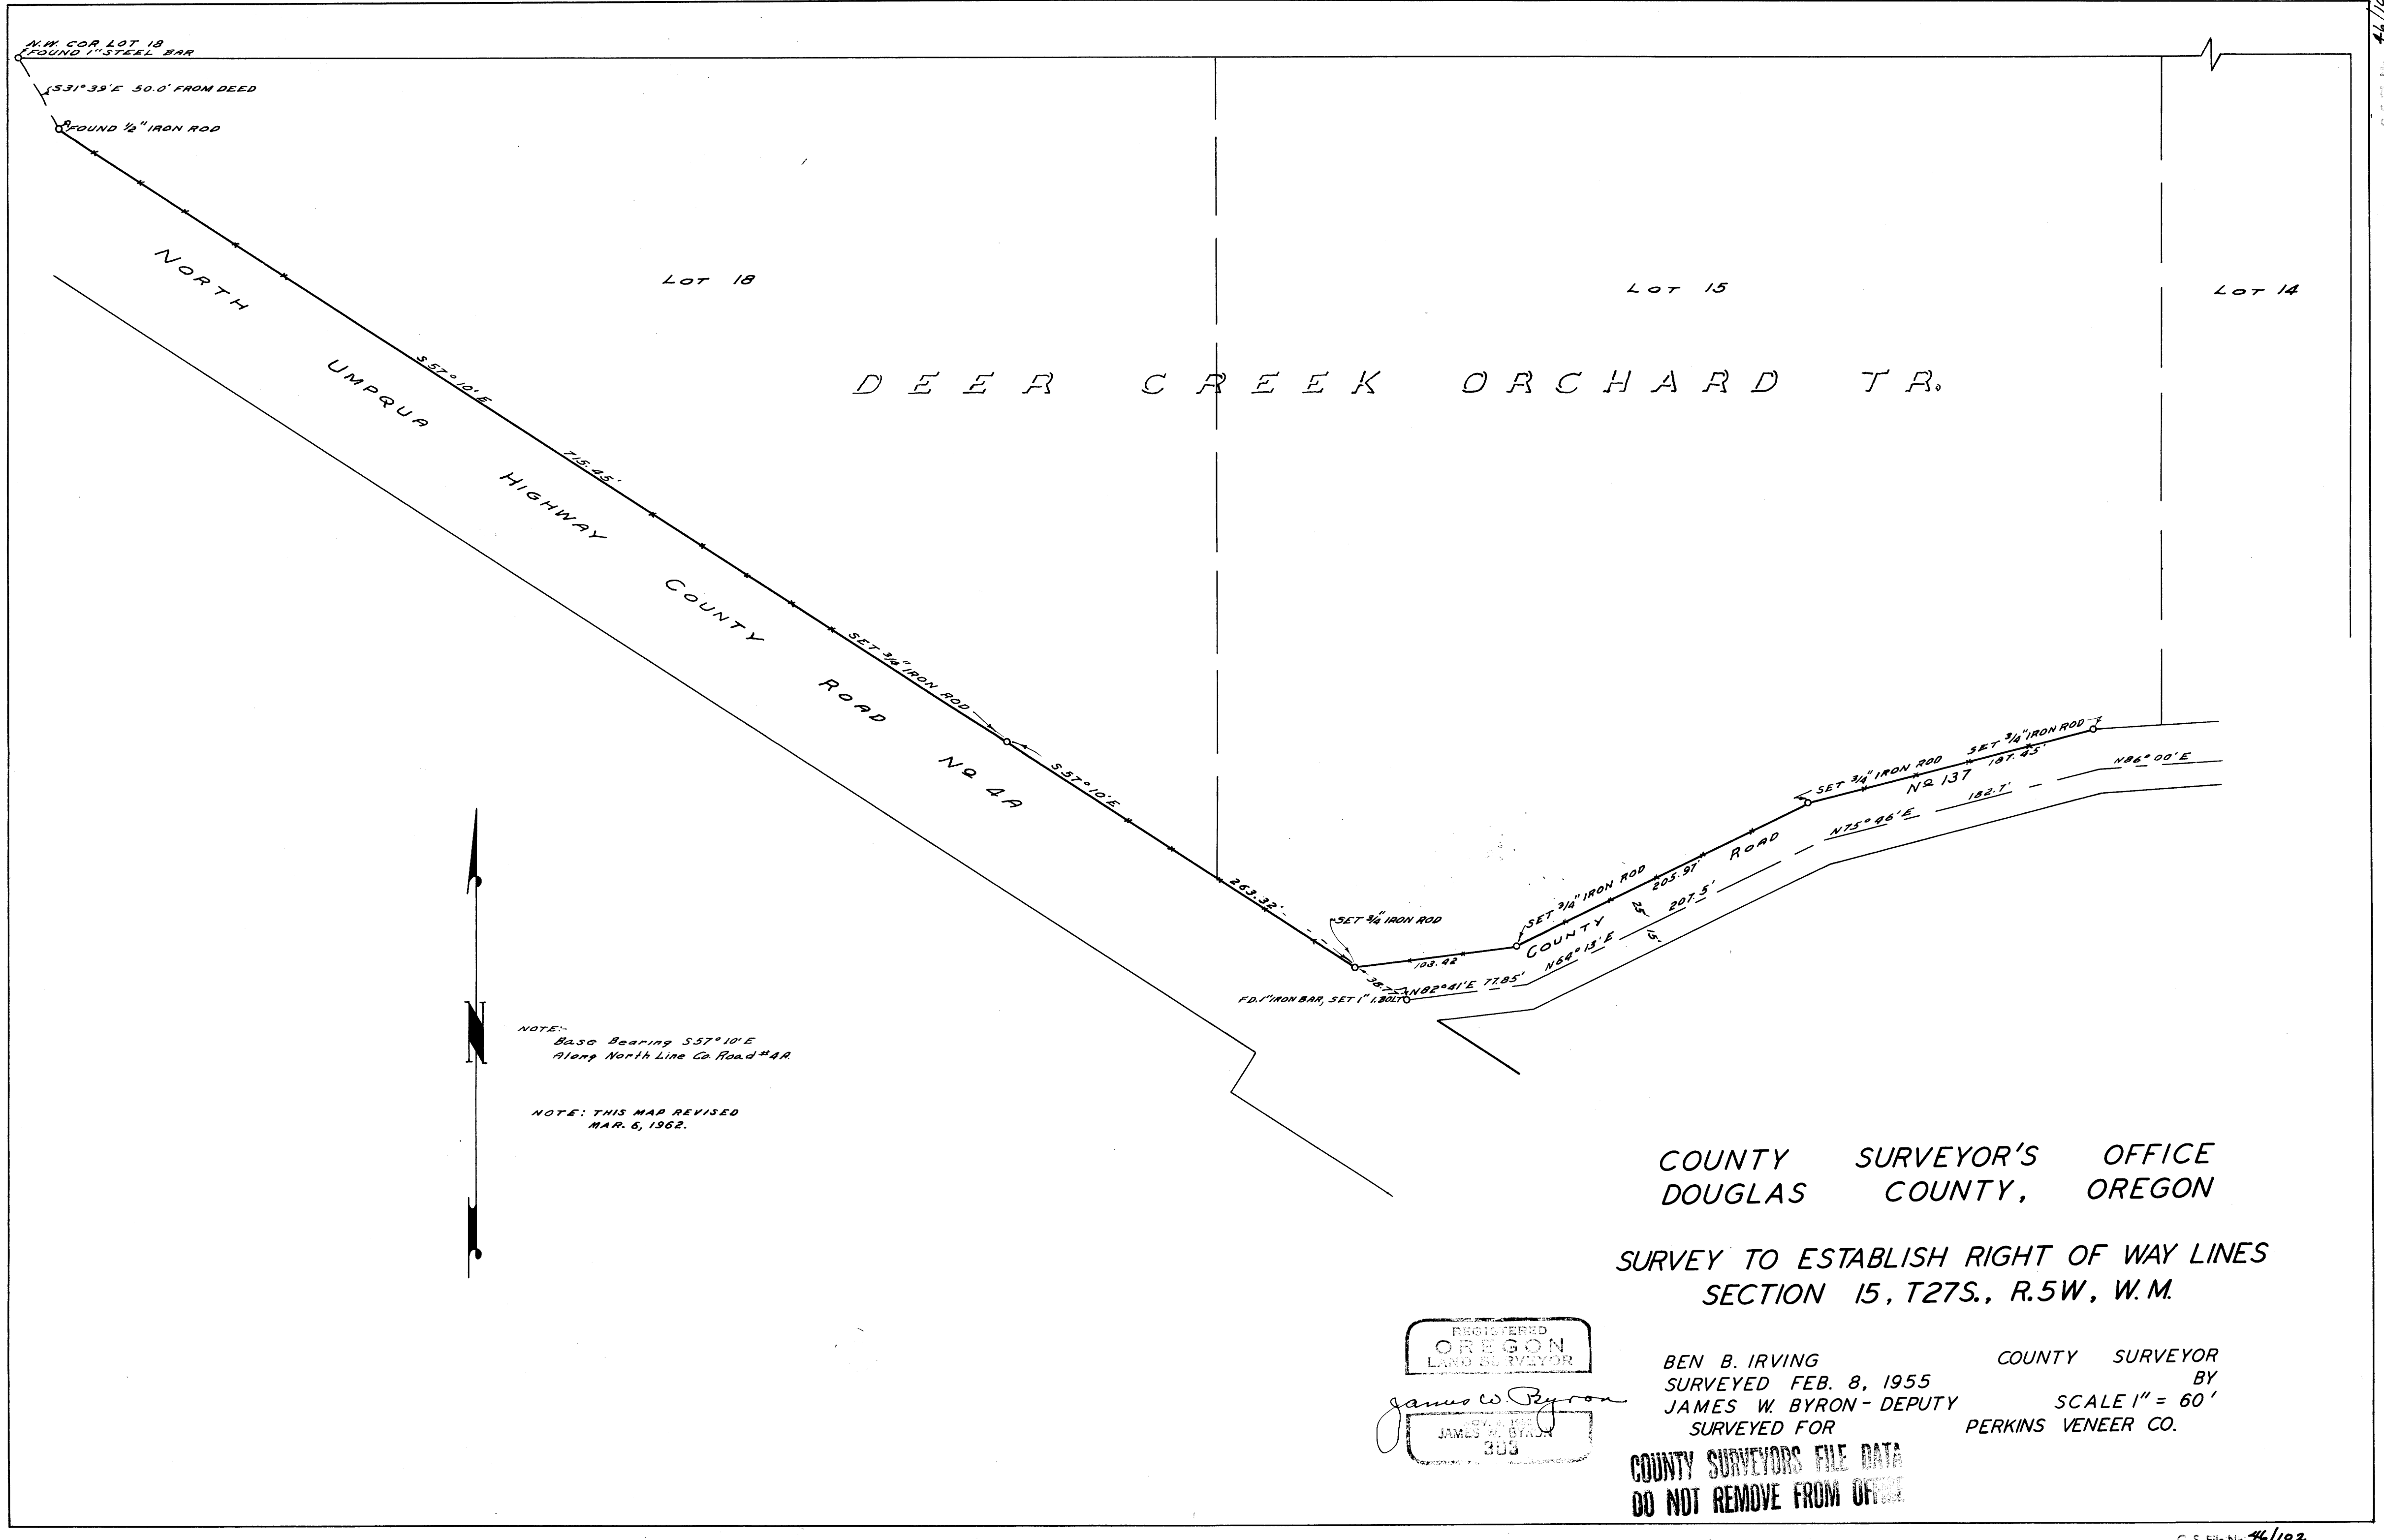 N.W. COR LOT 18
FOUND 1" STEEL BAR
S31°39'E 50.0' FROM DEED
FOUND 1/2" IRON ROD
NORTH UMPQUA HIGHWAY COUNTY ROAD No 4A
S57°10'E
715.45'
LOT 18
LOT 15
LOT 14
DEER CREEK ORCHARD TR.
SET 3/4" IRON ROD
S57°10'E
263.32'
SET 3/4" IRON ROD
FD. 1" IRON BAR, SET 1" I. BOLT
N82°41'E 77.85'
103.42
SET 3/4" IRON ROD
205.97'
COUNTY ROAD No 137
N64°13'E
207.5'
25'
15'
SET 3/4" IRON ROD
187.45'
SET 3/4" IRON ROD
N75°46'E
182.7'
N86°00'E
N
NOTE:-
Base Bearing S57°10'E
Along North Line Co. Road #4A
NOTE: THIS MAP REVISED
MAR. 6, 1962.
COUNTY SURVEYOR'S OFFICE
DOUGLAS COUNTY, OREGON
SURVEY TO ESTABLISH RIGHT OF WAY LINES
SECTION 15, T27S., R.5W, W.M.
BEN B. IRVING COUNTY SURVEYOR
SURVEYED FEB. 8, 1955 BY
JAMES W. BYRON - DEPUTY SCALE 1" = 60'
SURVEYED FOR PERKINS VENEER CO.
REGISTERED
OREGON
LAND SURVEYOR
James W. Byron
JAMES W. BYRON
303
COUNTY SURVEYORS FILE DATA
DO NOT REMOVE FROM OFFICE
C. S. File No. 46/102